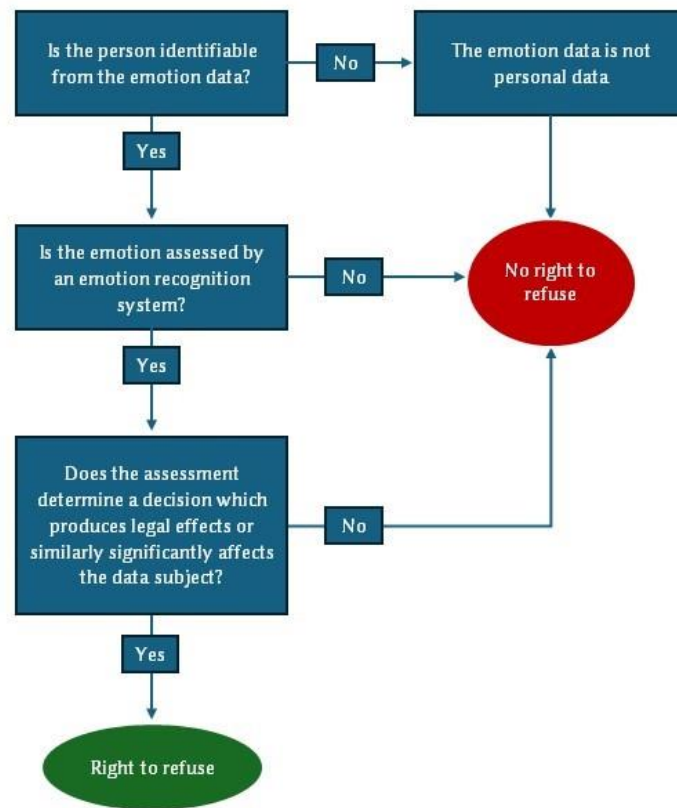 Is the person identifiable
from the emotion data?
No
The emotion data is not
personal data
Yes
Is the emotion assessed by
an emotion recognition
system?
No
No right to
refuse
Yes
Does the assessment
determine a decision which
produces legal effects or
similarly significantly affects
the data subject?
No
Yes
Right to refuse